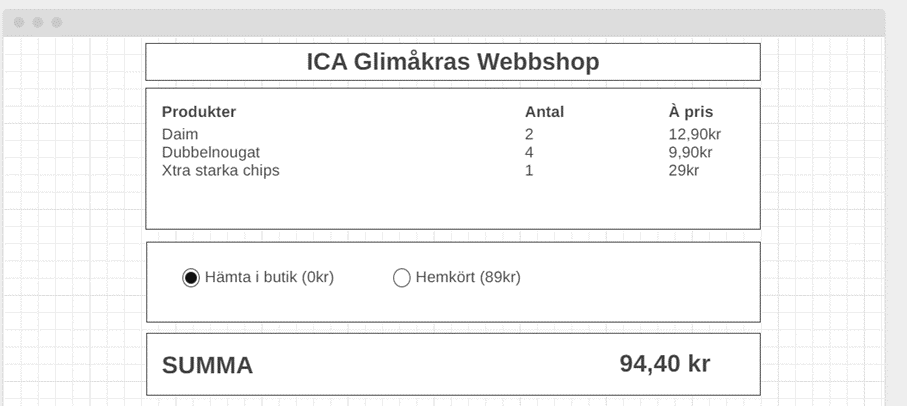 ICA Glimåkras Webbshop
Produkter Antal À pris
Daim 2 12,90kr
Dubbelnougat 4 9,90kr
Xtra starka chips 1 29kr
Hämta i butik (0kr) Hemkört (89kr)
SUMMA 94,40 kr